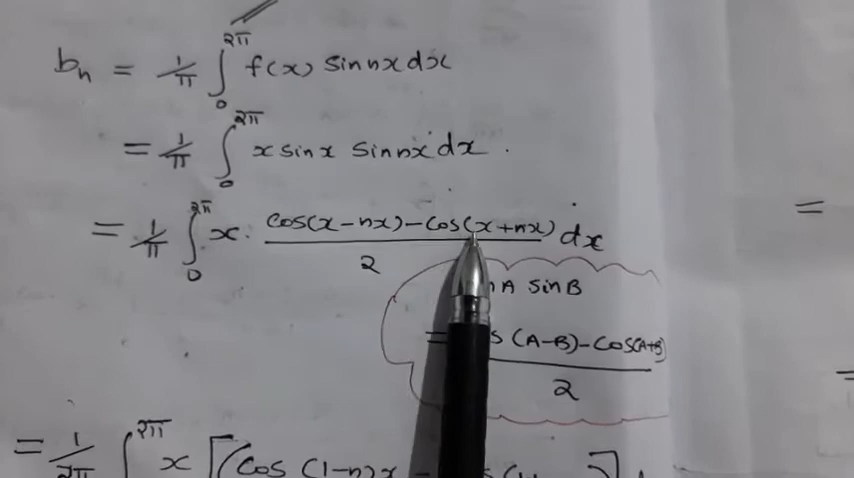 bn = 1/π ∫₀^2π f(x) sin nx dx
= 1/π ∫₀^2π x sin x sin nx dx.
= 1/π ∫₀^2π x. cos(x-nx)-cos(x+nx)/2 dx
A sin B
= s(A-B)-cos(A+B)/2
= 1/2π ∫^2π x [(cos (1-n)x -
=
=